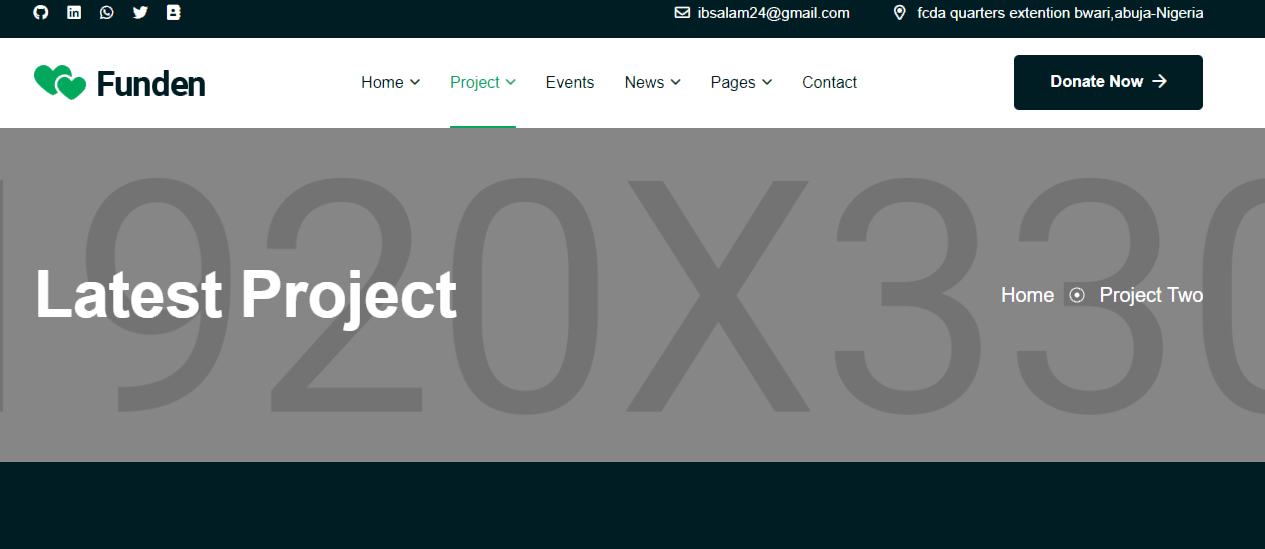 ibsalam24@gmail.com fcda quarters extention bwari,abuja-Nigeria
Funden Home Project Events News Pages Contact Donate Now
1920X330
Latest Project
Home Project Two